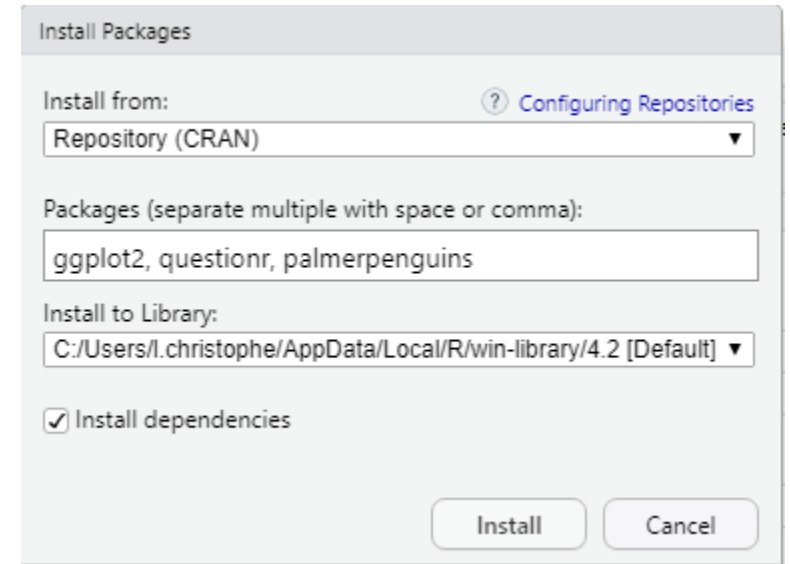 Install Packages
Install from:
? Configuring Repositories
Repository (CRAN)
Packages (separate multiple with space or comma):
ggplot2, questionr, palmerpenguins
Install to Library:
C:/Users/l.christophe/AppData/Local/R/win-library/4.2 [Default]
Install dependencies
Install
Cancel